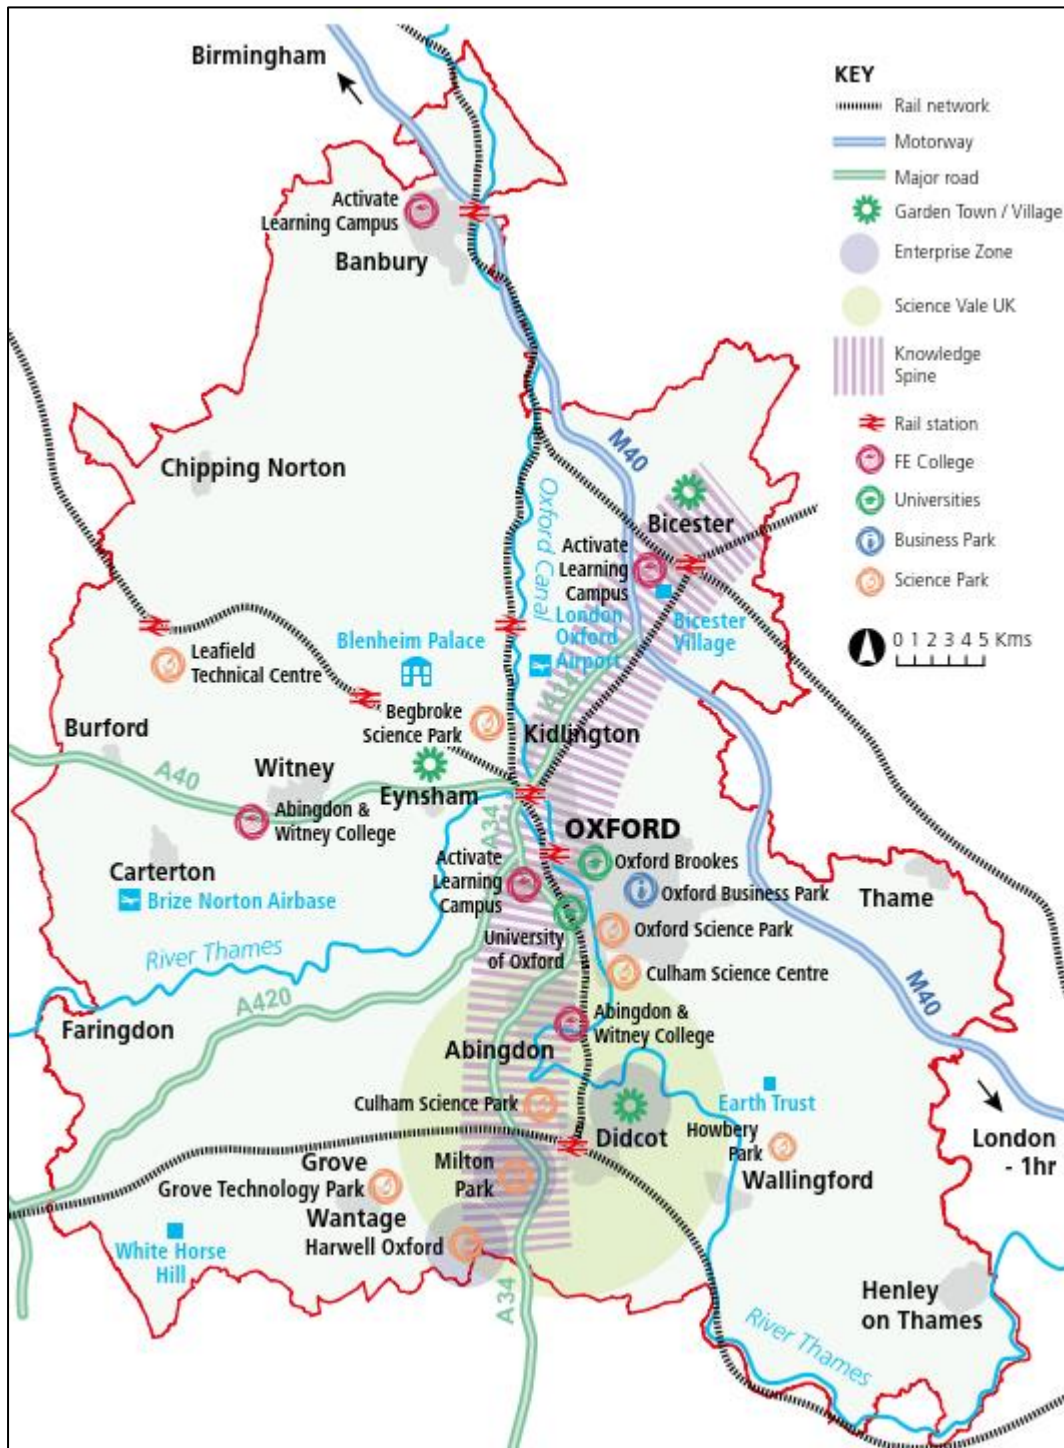 Birmingham
KEY
Rail network
Motorway
Major road
Garden Town / Village
Enterprise Zone
Science Vale UK
Knowledge
Spine
Rail station
FE College
Universities
Business Park
Science Park
0 1 2 3 4 5 Kms
Activate
Learning Campus
Banbury
Chipping Norton
M40
Oxford Canal
Bicester
Activate
Learning
Campus
Bicester
Village
London
Oxford
Airport
A34
Blenheim Palace
Leafield
Technical Centre
Begbroke
Science Park
Kidlington
Burford
A40
Witney
Eynsham
Abingdon &
Witney College
A34
OXFORD
Oxford Brookes
Activate
Learning
Campus
Oxford Business Park
Carterton
Brize Norton Airbase
Thame
University
of Oxford
Oxford Science Park
River Thames
Culham Science Centre
A420
M40
Faringdon
Abingdon &
Witney College
Abingdon
Culham Science Park
Earth Trust
Didcot
Howbery
Park
London
- 1hr
Wallingford
Grove
Grove Technology Park
Milton
Park
Wantage
Harwell Oxford
White Horse
Hill
A34
Henley
on Thames
River Thames